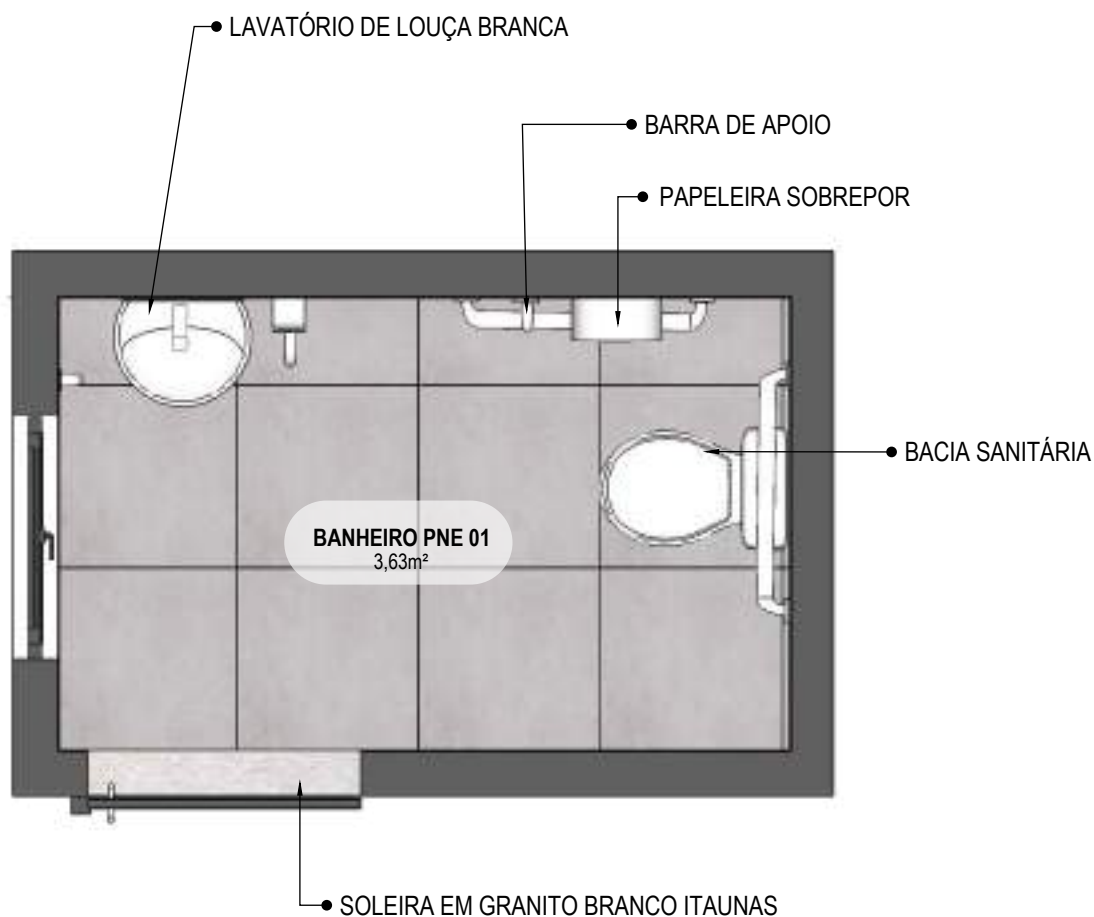 LAVATÓRIO DE LOUÇA BRANCA
BARRA DE APOIO
PAPELEIRA SOBREPOR
BACIA SANITÁRIA
BANHEIRO PNE 01
3,63m²
SOLEIRA EM GRANITO BRANCO ITAUNAS